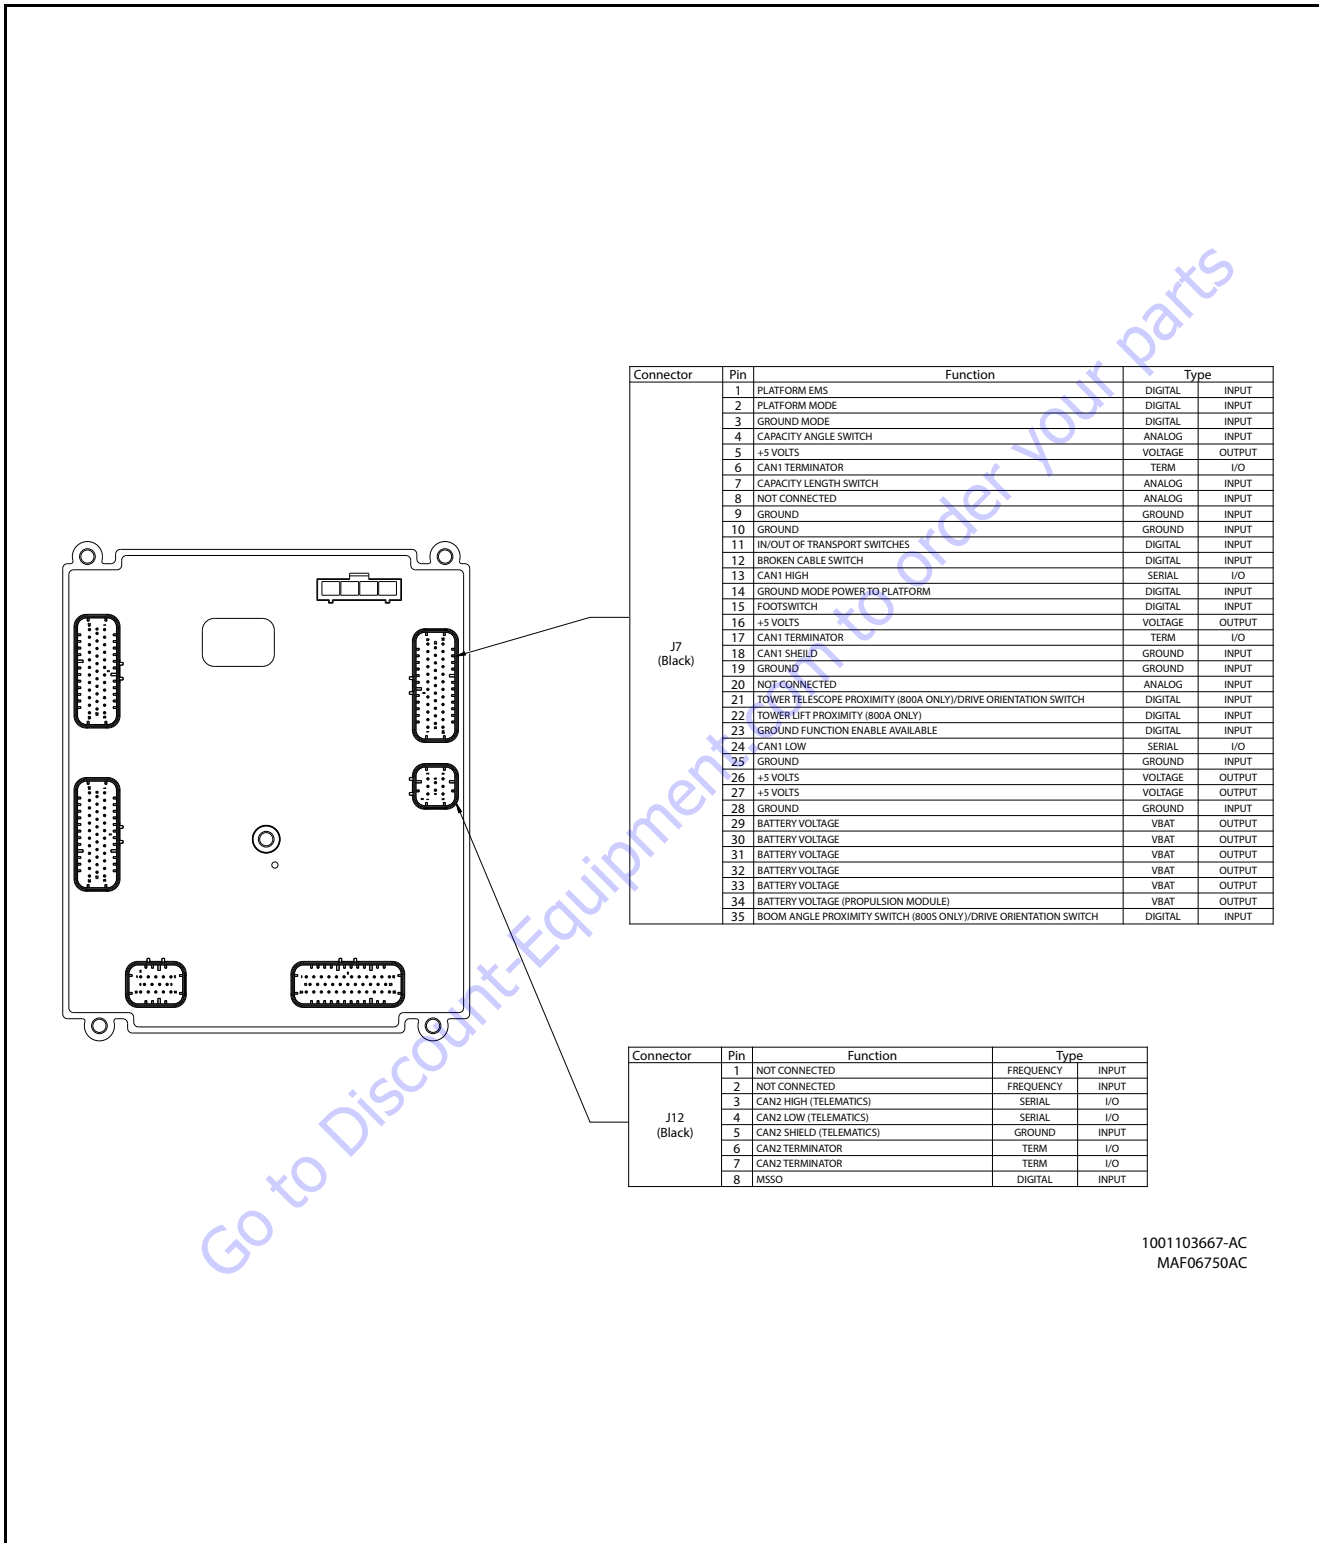 Connector Pin Function Type
1 PLATFORM EMS DIGITAL INPUT
2 PLATFORM MODE DIGITAL INPUT
3 GROUND MODE DIGITAL INPUT
4 CAPACITY ANGLE SWITCH ANALOG INPUT
5 +5 VOLTS VOLTAGE OUTPUT
6 CAN1 TERMINATOR TERM I/O
7 CAPACITY LENGTH SWITCH ANALOG INPUT
8 NOT CONNECTED ANALOG INPUT
9 GROUND GROUND INPUT
10 GROUND GROUND INPUT
11 IN/OUT OF TRANSPORT SWITCHES DIGITAL INPUT
12 BROKEN CABLE SWITCH DIGITAL INPUT
13 CAN1 HIGH SERIAL I/O
14 GROUND MODE POWER TO PLATFORM DIGITAL INPUT
15 FOOTSWITCH DIGITAL INPUT
16 +5 VOLTS VOLTAGE OUTPUT
17 CAN1 TERMINATOR TERM I/O
J7
(Black)
18 CAN1 SHEILD GROUND INPUT
19 GROUND GROUND INPUT
20 NOT CONNECTED ANALOG INPUT
21 TOWER TELESCOPE PROXIMITY (800A ONLY)/DRIVE ORIENTATION SWITCH DIGITAL INPUT
22 TOWER LIFT PROXIMITY (800A ONLY) DIGITAL INPUT
23 GROUND FUNCTION ENABLE AVAILABLE DIGITAL INPUT
24 CAN1 LOW SERIAL I/O
25 GROUND GROUND INPUT
26 +5 VOLTS VOLTAGE OUTPUT
27 +5 VOLTS VOLTAGE OUTPUT
28 GROUND GROUND INPUT
29 BATTERY VOLTAGE VBAT OUTPUT
30 BATTERY VOLTAGE VBAT OUTPUT
31 BATTERY VOLTAGE VBAT OUTPUT
32 BATTERY VOLTAGE VBAT OUTPUT
33 BATTERY VOLTAGE VBAT OUTPUT
34 BATTERY VOLTAGE (PROPULSION MODULE) VBAT OUTPUT
35 BOOM ANGLE PROXIMITY SWITCH (800S ONLY)/DRIVE ORIENTATION SWITCH DIGITAL INPUT
Connector Pin Function Type
1 NOT CONNECTED FREQUENCY INPUT
2 NOT CONNECTED FREQUENCY INPUT
3 CAN2 HIGH (TELEMATICS) SERIAL I/O
4 CAN2 LOW (TELEMATICS) SERIAL I/O
J12
(Black)
5 CAN2 SHIELD (TELEMATICS) GROUND INPUT
6 CAN2 TERMINATOR TERM I/O
7 CAN2 TERMINATOR TERM I/O
8 MSSO DIGITAL INPUT
1001103667-AC
MAF06750AC
Go to Discount-Equipment.com to order your parts